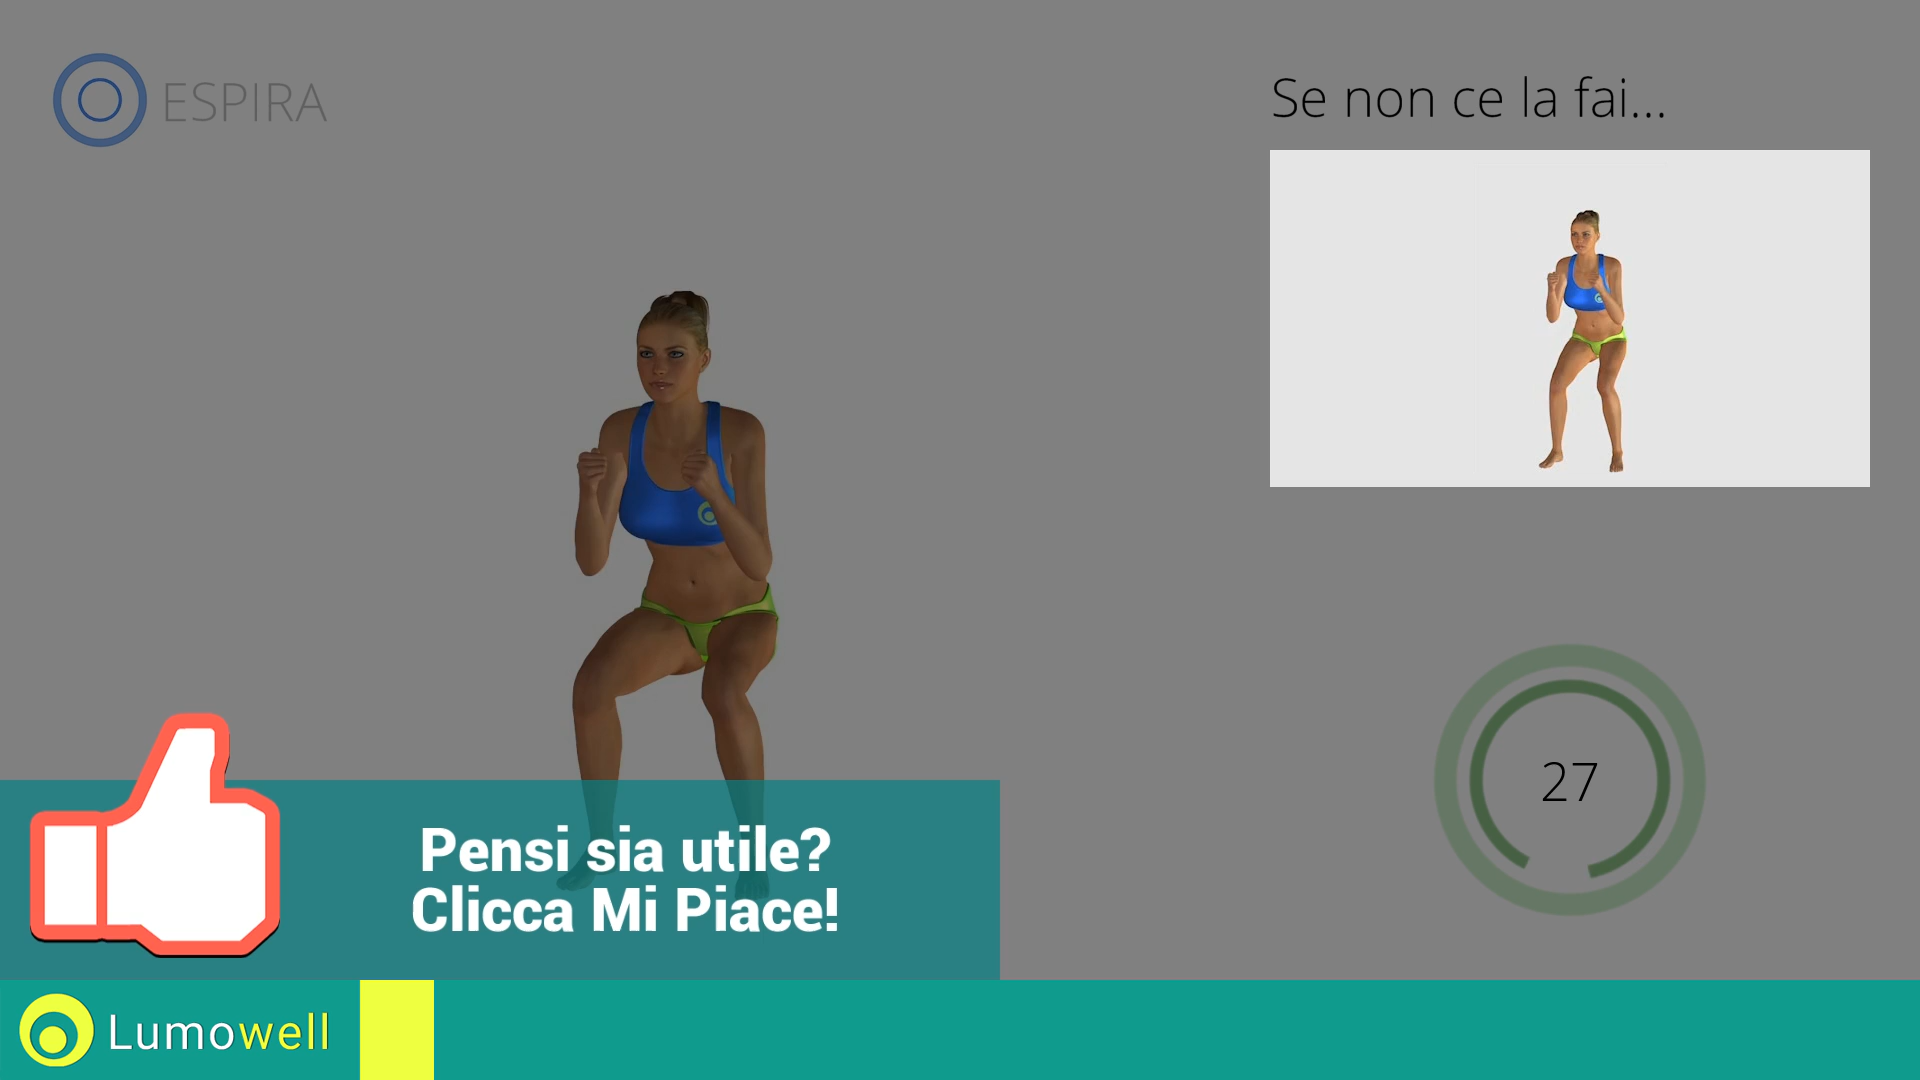 ESPIRA
Se non ce la fai...
27
Pensi sia utile?
Clicca Mi Piace!
Lumowell